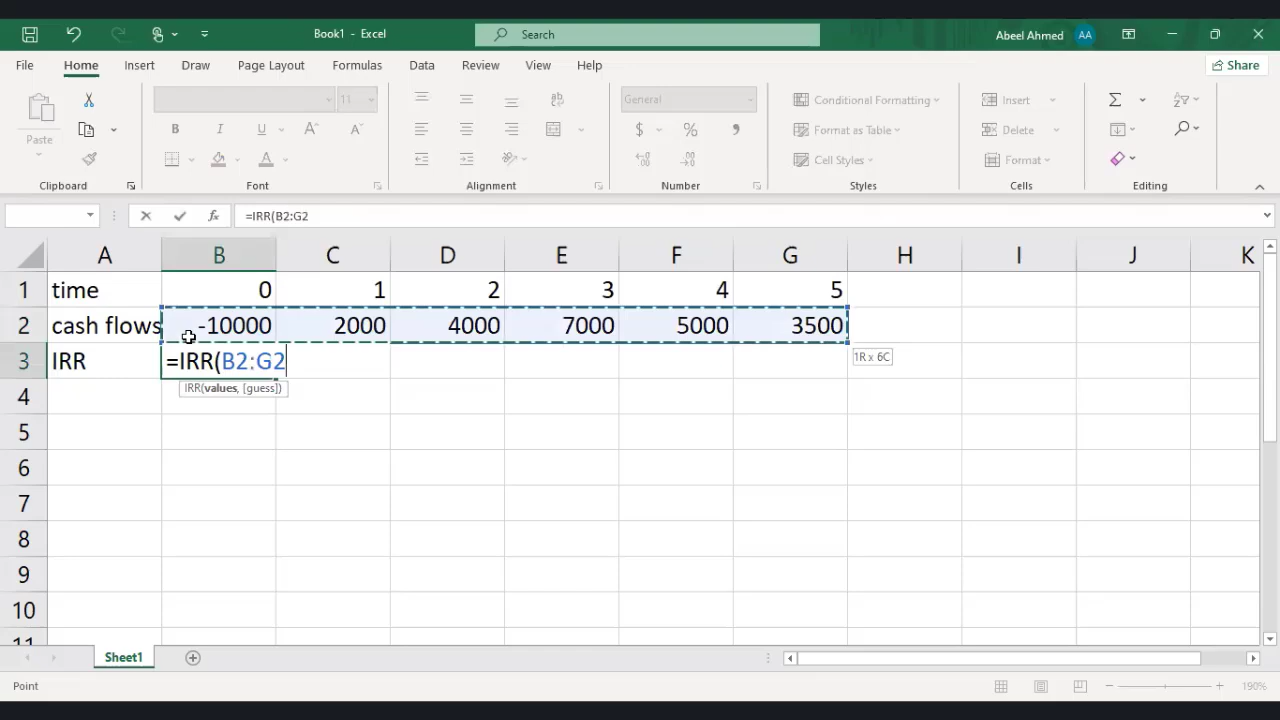 Book1 - Excel
Search
Abeel Ahmed AA
File Home Insert Draw Page Layout Formulas Data Review View Help Share
Paste
11
B I U A A
General
$ % 9
Conditional Formatting
Format as Table
Cell Styles
Insert
Delete
Format
Clipboard Font Alignment Number Styles Cells Editing
fx =IRR(B2:G2
A B C D E F G H I J K
1 time 0 1 2 3 4 5
2 cash flows -10000 2000 4000 7000 5000 3500
3 IRR =IRR(B2:G2 1R x 6C
IRR(values, [guess])
4
5
6
7
8
9
10
11
Sheet1
Point 190%